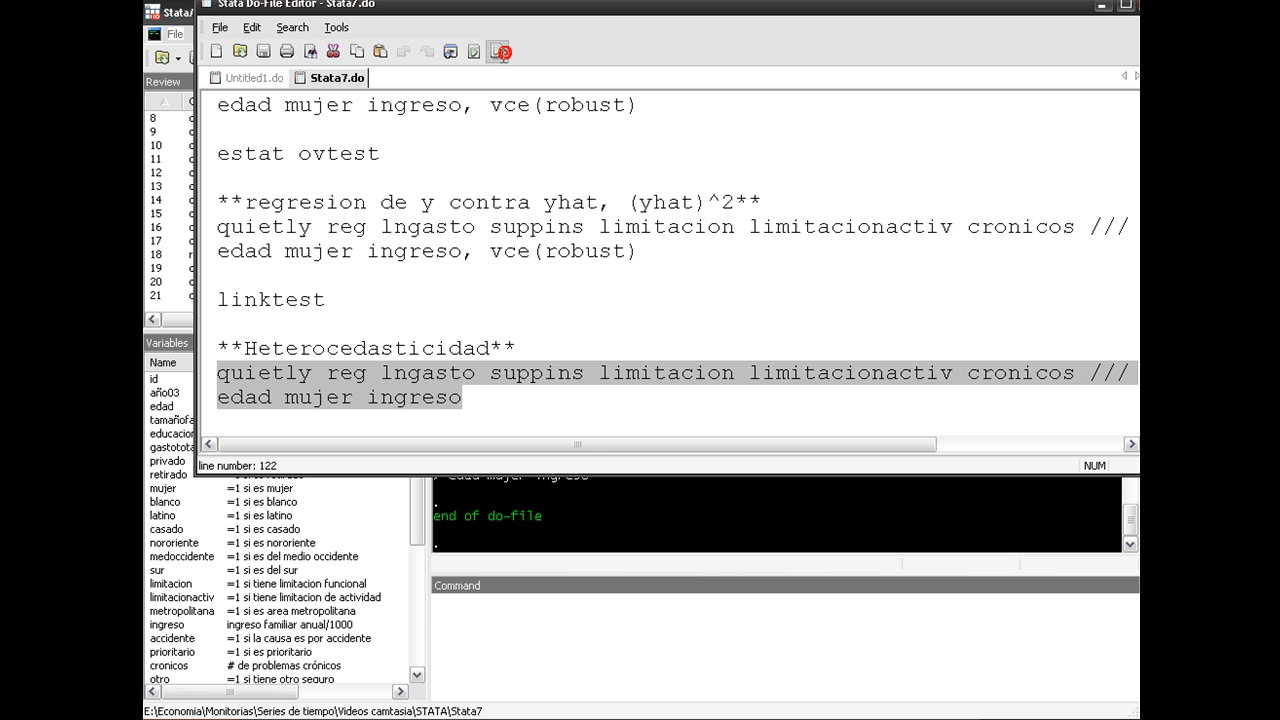 Stata Do-File Editor - Stata7.do
Stata7
File
File Edit Search Tools
Untitled1.do Stata7.do
Review
edad mujer ingreso, vce(robust)
estat ovtest
**regresion de y contra yhat, (yhat)^2**
quietly reg lngasto suppins limitacion limitacionactiv cronicos ///
edad mujer ingreso, vce(robust)
linktest
**Heterocedasticidad**
quietly reg lngasto suppins limitacion limitacionactiv cronicos ///
edad mujer ingreso
line number: 122
NUM
8
9
10
11
12
13
14
15
16
17
18
19
20
21
Variables
Name
id
año03
edad
tamañofa
educacion
gastotota
privado
retirado
mujer =1 si es mujer
blanco =1 si es blanco
latino =1 si es latino
casado =1 si es casado
nororiente =1 si es nororiente
medoccidente =1 si es del medio occidente
sur =1 si es del sur
limitacion =1 si tiene limitacion funcional
limitacionactiv =1 si tiene limitacion de actividad
metropolitana =1 si es area metropolitana
ingreso ingreso familiar anual/1000
accidente =1 si la causa es por accidente
prioritario =1 si es prioritario
cronicos # de problemas crónicos
otro =1 si tiene otro seguro
> edad mujer ingreso
.
end of do-file
.
Command
E:\Economia\Monitorias\Series de tiempo\Videos camtasia\STATA\Stata7